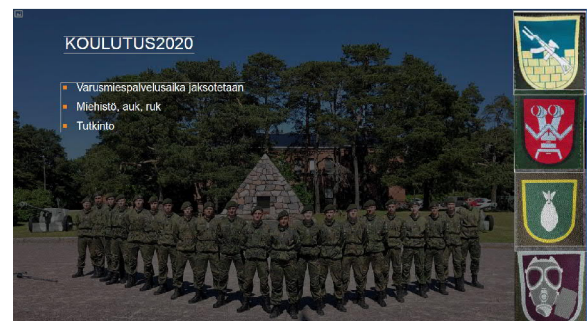 KOULUTUS2020
Varusmiespalvelusaika jaksotetaan
Miehistö, auk, ruk
Tutkinto